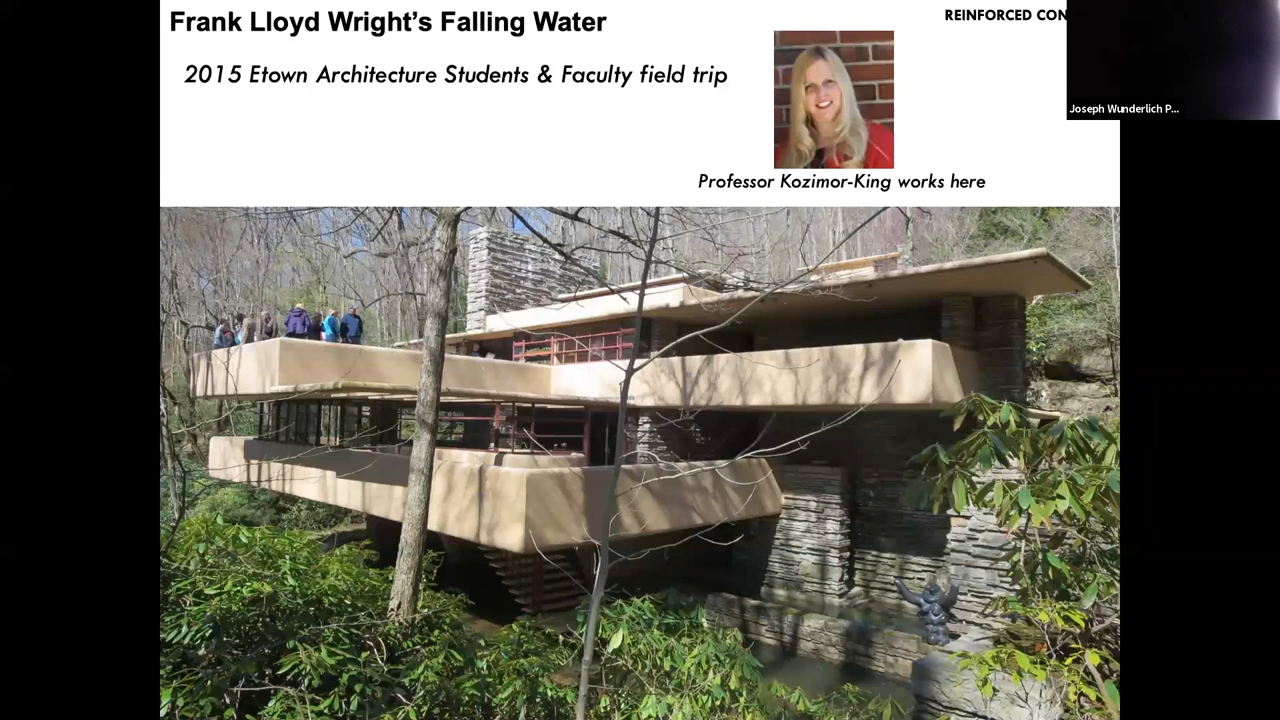 Frank Lloyd Wright's Falling Water
REINFORCED CON
2015 Etown Architecture Students & Faculty field trip
Joseph Wunderlich P...
Professor Kozimor-King works here